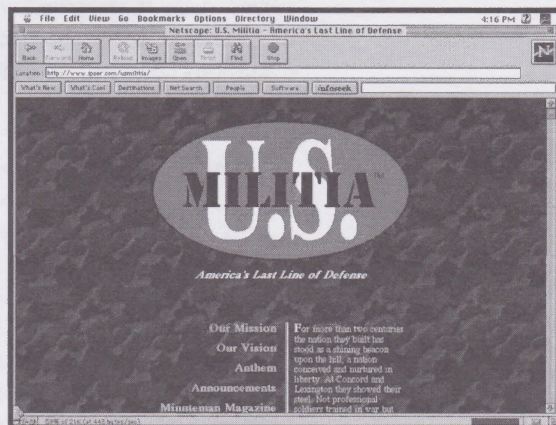 File Edit View Go Bookmarks Options Directory Window 4:16 PM
Netscape: U.S. Militia - America's Last Line of Defense
Back Forward Home Reload Images Open Print Find Stop
Location: http://www.ipser.com/usmilitia/
What's New What's Cool Destinations Net Search People Software infoseek
U.S.
MILITIA™
America's Last Line of Defense
Our Mission
Our Vision
Anthem
Announcements
Minuteman Magazine
For more than two centuries
the nation they built has
stood as a shining beacon
upon the hill, a nation
conceived and nurtured in
liberty. At Concord and
Lexington they showed their
steel. Not professional
soldiers trained in war but